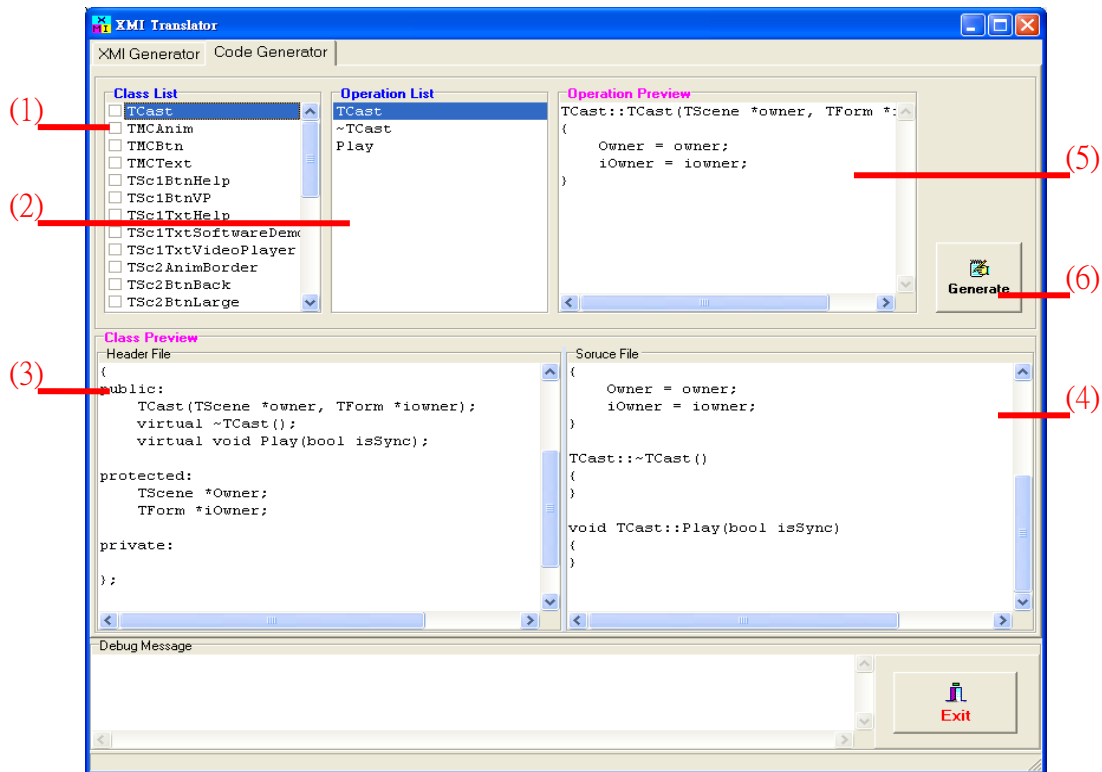 XMI Translator
XMI Generator Code Generator
Class List
TCast
TMCAnim
TMCBtn
TMCText
TSc1BtnHelp
TSc1BtnVP
TSc1TxtHelp
TSc1TxtSoftwareDemo
TSc1TxtVideoPlayer
TSc2AnimBorder
TSc2BtnBack
TSc2BtnLarge
Operation List
TCast
~TCast
Play
Operation Preview
TCast::TCast(TScene *owner, TForm *i
{
Owner = owner;
iOwner = iowner;
}
Generate
Class Preview
Header File
{
public:
TCast(TScene *owner, TForm *iowner);
virtual ~TCast();
virtual void Play(bool isSync);
protected:
TScene *Owner;
TForm *iOwner;
private:
};
Soruce File
{
Owner = owner;
iOwner = iowner;
}
TCast::~TCast()
{
}
void TCast::Play(bool isSync)
{
}
Debug Message
Exit
(1)
(2)
(3)
(4)
(5)
(6)